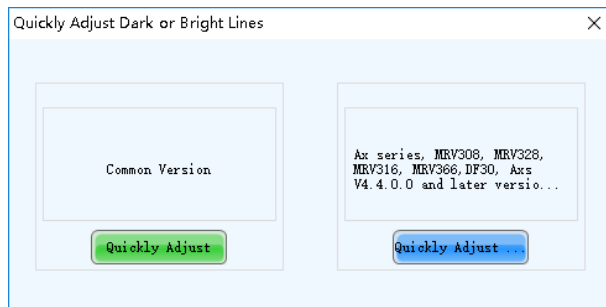 Quickly Adjust Dark or Bright Lines
Common Version
Quickly Adjust
Ax series, MRV308, MRV328,
MRV316, MRV366,DF30, Axs
V4.4.0.0 and later versio...
Quickly Adjust ...